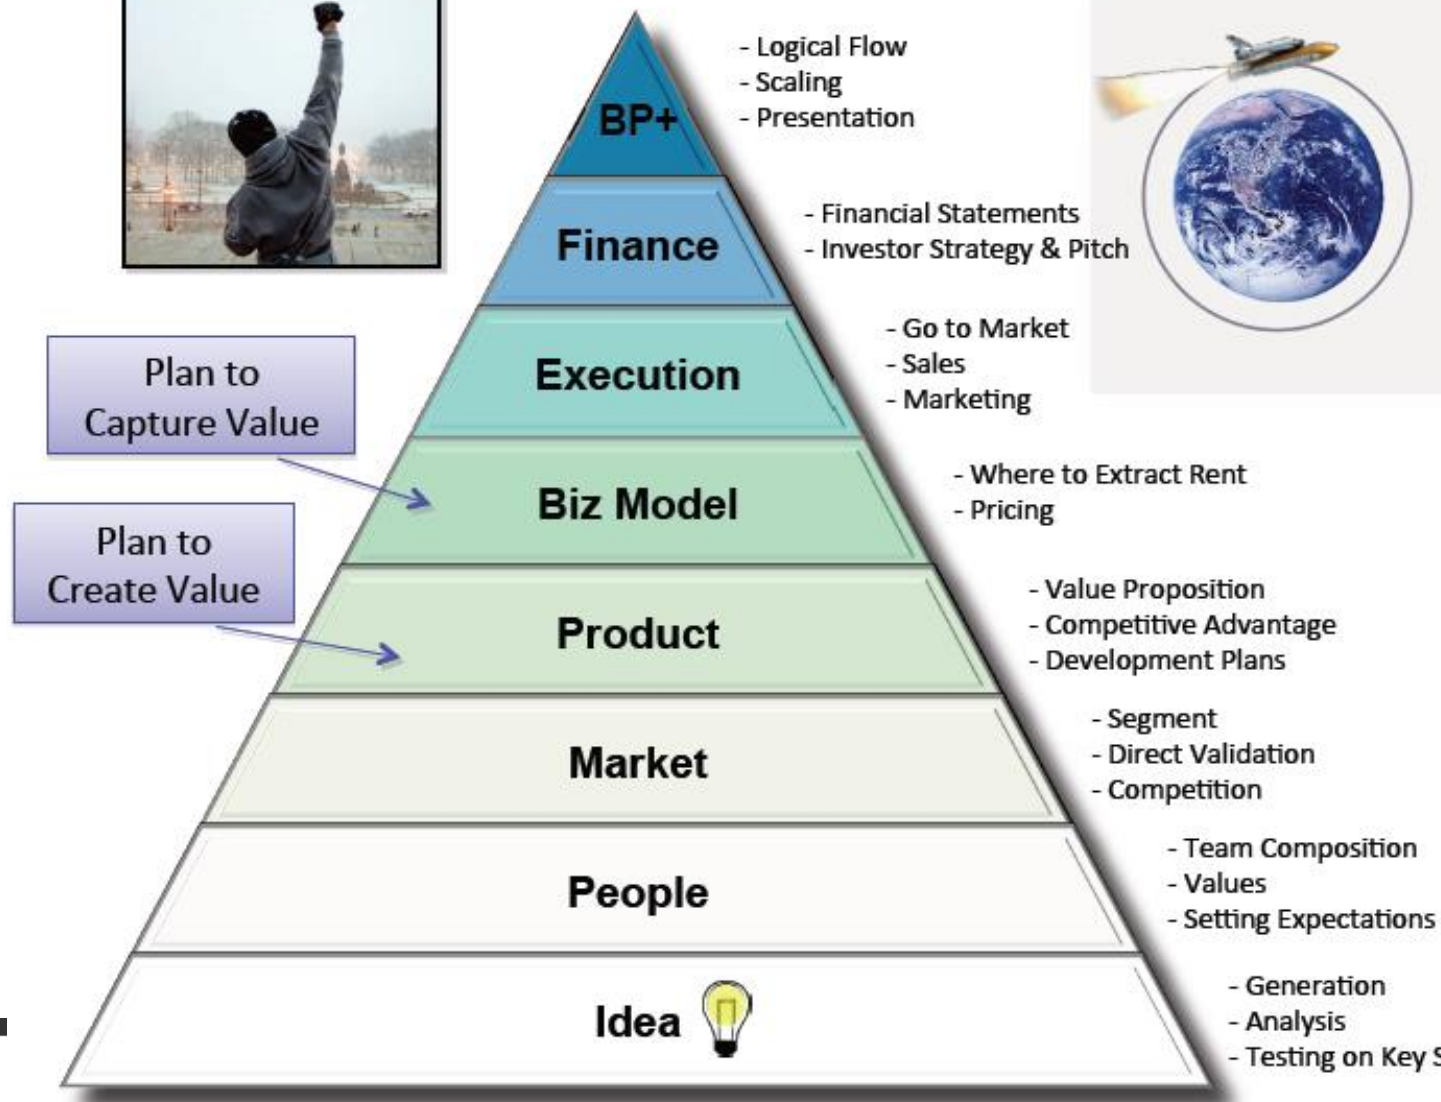 BP+
- Logical Flow
- Scaling
- Presentation
Finance
- Financial Statements
- Investor Strategy & Pitch
Execution
- Go to Market
- Sales
- Marketing
Plan to
Capture Value
Biz Model
- Where to Extract Rent
- Pricing
Plan to
Create Value
Product
- Value Proposition
- Competitive Advantage
- Development Plans
Market
- Segment
- Direct Validation
- Competition
People
- Team Composition
- Values
- Setting Expectations
Idea
- Generation
- Analysis
- Testing on Key